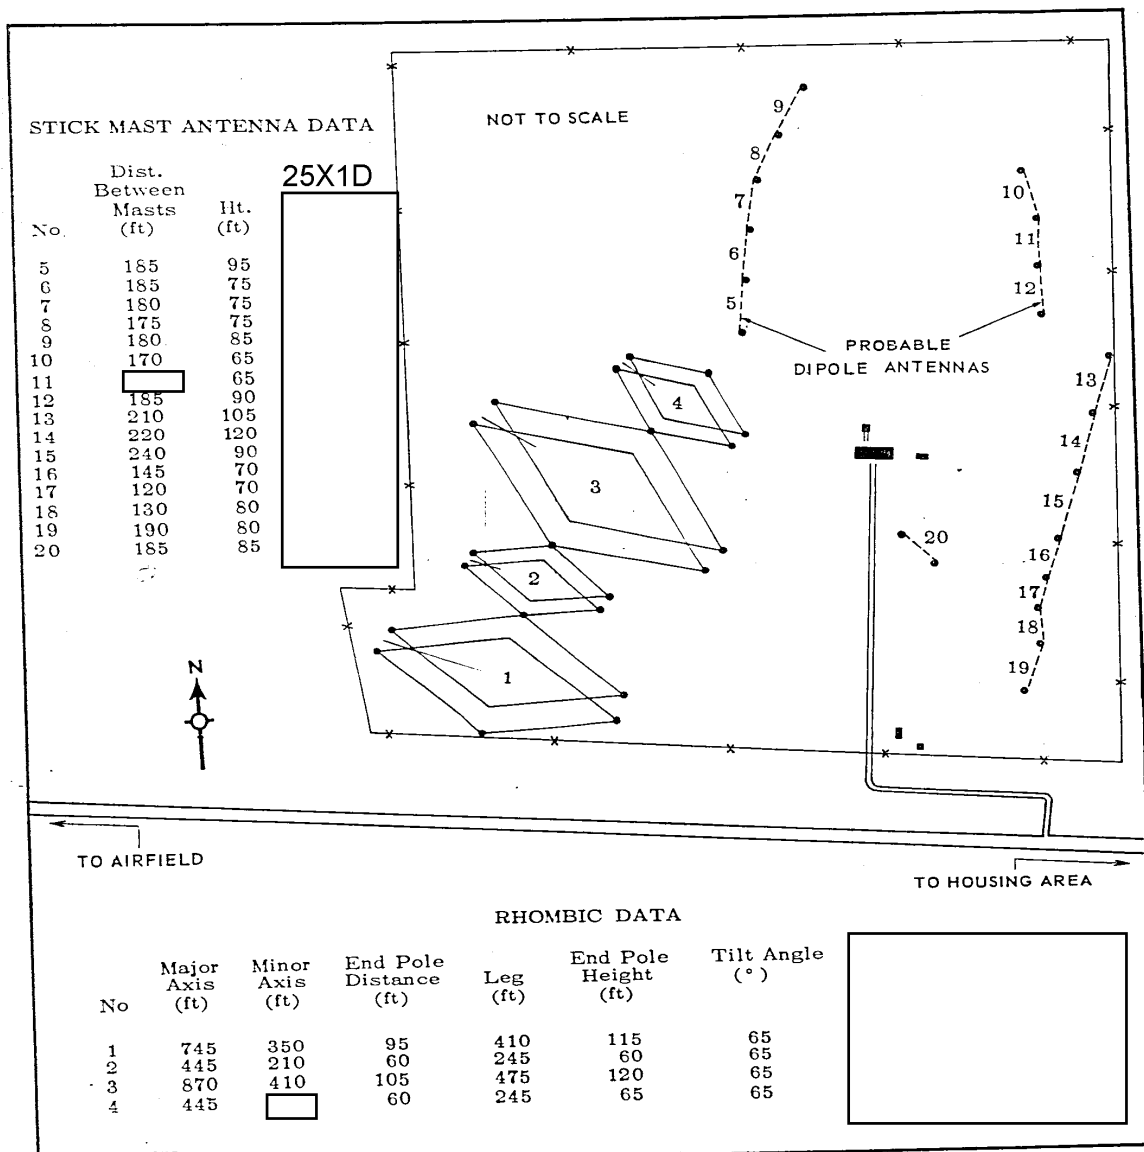 STICK MAST ANTENNA DATA
25X1D
No. Dist. Between Masts (ft) Ht. (ft)
5 185 95
6 185 75
7 180 75
8 175 75
9 180 85
10 170 65
11 65
12 185 90
13 210 105
14 220 120
15 240 90
16 145 70
17 120 70
18 130 80
19 190 80
20 185 85
NOT TO SCALE
9
8
7
6
5
10
11
12
PROBABLE
DIPOLE ANTENNAS
13
14
15
16
17
18
19
20
4
3
2
1
N
TO AIRFIELD
TO HOUSING AREA
RHOMBIC DATA
No Major Axis (ft) Minor Axis (ft) End Pole Distance (ft) Leg (ft) End Pole Height (ft) Tilt Angle (°)
1 745 350 95 410 115 65
2 445 210 60 245 60 65
3 870 410 105 475 120 65
4 445 60 245 65 65